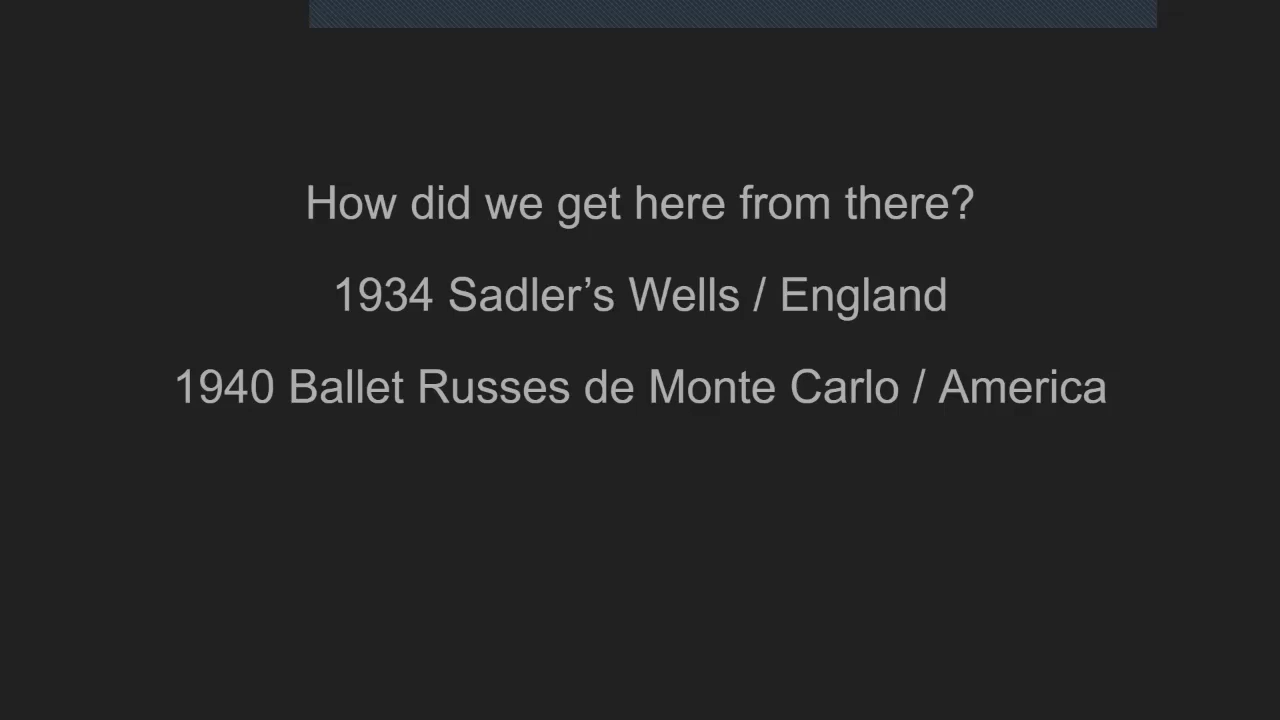 How did we get here from there?
1934 Sadler’s Wells / England
1940 Ballet Russes de Monte Carlo / America